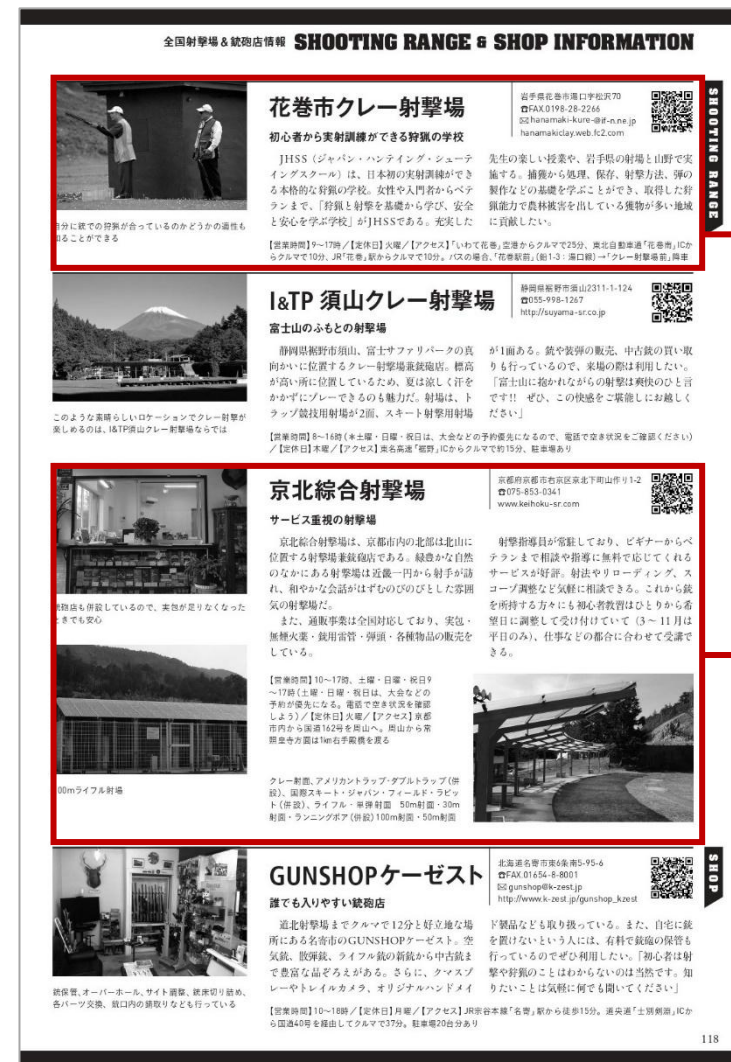 全国射撃場&銃砲店情報 SHOOTING RANGE & SHOP INFORMATION
SHOOTING RANGE
花巻市クレー射撃場
初心者から実射訓練ができる狩猟の学校
岩手県花巻市湯口字松沢70
☎FAX.0198-28-2266
✉hanamaki-kure-@if-n.ne.jp
hanamakiclay.web.fc2.com
JHSS(ジャパン・ハンテイング・シューテ
イングスクール)は、日本初の実射訓練ができ
る本格的な狩猟の学校。女性や入門者からベテ
ランまで、「狩猟と射撃を基礎から学び、安全
と安心を学ぶ学校」がJHSSである。充実した
先生の楽しい授業や、岩手県の射場と山野で実
施する。捕獲から処理、保存、射撃方法、弾の
製作などの基礎を学ぶことができ、取得した狩
猟能力で農林被害を出している獲物が多い地域
に貢献したい。
自分に銃での狩猟が合っているのかどうかの適性も
知ることができる
【営業時間】9〜17時/【定休日】火曜/【アクセス】「いわて花巻」空港からクルマで25分、東北自動車道「花巻南」ICか
らクルマで10分、JR「花巻」駅からクルマで10分。バスの場合、「花巻駅前」(船1-3:湯口線)→「クレー射撃場前」降車
I&TP 須山クレー射撃場
富士山のふもとの射撃場
静岡県裾野市須山2311-1-124
☎055-998-1267
http://suyama-sr.co.jp
静岡県裾野市須山、富士サファリパークの真
向かいに位置するクレー射撃場兼銃砲店。標高
が高い所に位置しているため、夏は涼しく汗を
かかずにプレーできるのも魅力だ。射場は、ト
ラップ競技用射場が2面、スキート射撃用射場
が1面ある。銃や装弾の販売、中古銃の買い取
りも行っているので、来場の際は利用したい。
「富士山に抱かれながらの射撃は爽快のひと言
です!! ぜひ、この快感をご堪能しにお越しく
ださい」
このような素晴らしいロケーションでクレー射撃が
楽しめるのは、I&TP須山クレー射撃場ならでは
【営業時間】8〜16時(※土曜・日曜・祝日は、大会などの予約優先になるので、電話で空き状況をご確認ください)
/【定休日】木曜/【アクセス】東名高速「裾野」ICからクルマで約15分、駐車場あり
京北綜合射撃場
サービス重視の射撃場
京都府京都市右京区京北下町山作り1-2
☎075-853-0341
www.keihoku-sr.com
京北綜合射撃場は、京都市内の北部は北山に
位置する射撃場兼銃砲店である。緑豊かな自然
のなかにある射撃場は近畿一円から射手が訪
れ、和やかな会話がはずむのびのびとした雰囲
気の射撃場だ。
また、通販事業は全国対応しており、実包・
無煙火薬・銃用雷管・弾頭・各種物品の販売を
している。
射撃指導員が常駐しており、ビギナーからベ
テランまで相談や指導に無料で応じてくれる
サービスが好評。射法やリローディング、ス
コープ調整など気軽に相談できる。これから銃
を所持する方々にも初心者教習はひとりから希
望日に調整して受け付けていて(3〜11月は
平日のみ)、仕事などの都合に合わせて受講で
きる。
銃砲店も併設しているので、実包が足りなくなった
ときでも安心
【営業時間】10〜17時、土曜・日曜・祝日9
〜17時(土曜・日曜・祝日は、大会などの
予約が優先になる。電話で空き状況を確認
しよう)/【定休日】火曜/【アクセス】京都
市内から国道162号を周山へ。周山から常
照皇寺方面は1km右手殿橋を渡る
クレー射面、アメリカントラップ・ダブルトラップ(併
設)、国際スキート・ジャパン・フィールド・ラビッ
ト(併設)、ライフル・単弾射面 50m射面・30m
射面・ランニングボア(併設)100m射面・50m射面
00mライフル射場
SHOP
GUNSHOPケーゼスト
誰でも入りやすい銃砲店
北海道名寄市東6条南5-95-6
☎FAX.01654-8-8001
✉gunshop@k-zest.jp
http://www.k-zest.jp/gunshop_kzest
道北射撃場までクルマで12分と好立地な場
所にある名寄市のGUNSHOPケーゼスト。空
気銃、散弾銃、ライフル銃の新銃から中古銃ま
で豊富な品ぞろえがある。さらに、クマスプ
レーやトレイルカメラ、オリジナルハンドメイ
ド製品なども取り扱っている。また、自宅に銃
を置けないという人には、有料で銃砲の保管も
行っているのでぜひ利用したい。「初心者は射
撃や狩猟のことはわからないのは当然です。知
りたいことは気軽に何でも聞いてください」
銃保管、オーバーホール、サイト調整、銃床切り詰め、
各パーツ交換、銃口内の錆取りなども行っている
【営業時間】10〜18時/【定休日】月曜/【アクセス】JR宗谷本線「名寄」駅から徒歩15分。道央道「士別剣淵」ICか
ら国道40号を経由してクルマで37分。駐車場20台分あり
118